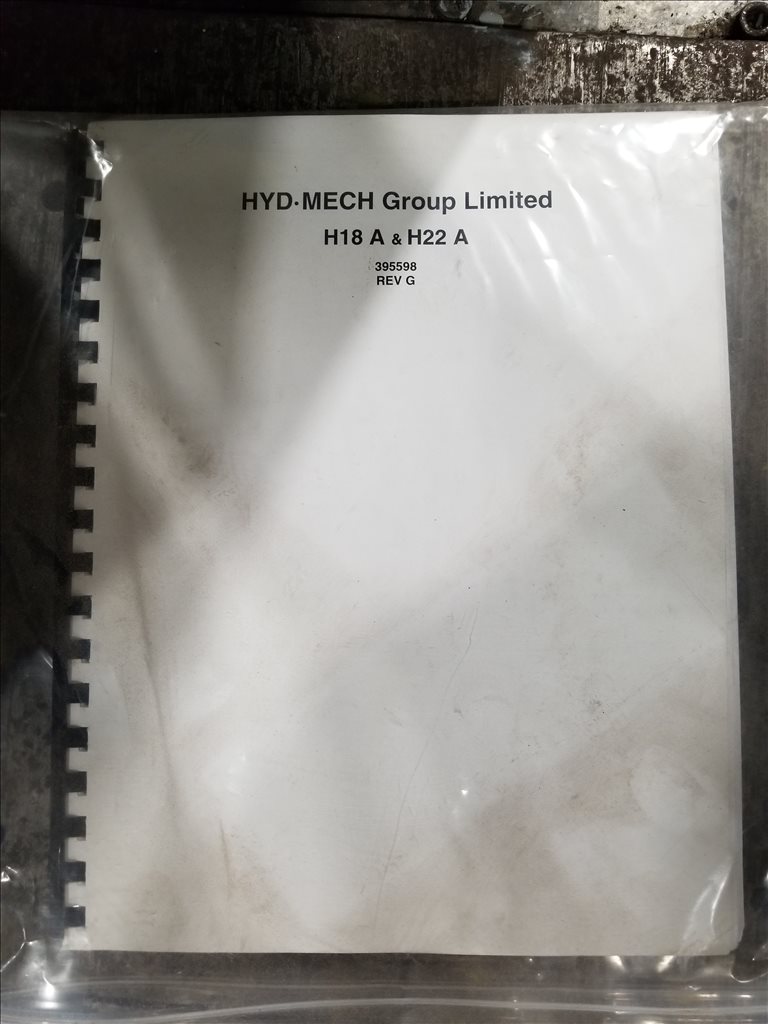 HYD·MECH Group Limited
H18 A & H22 A
395598
REV G